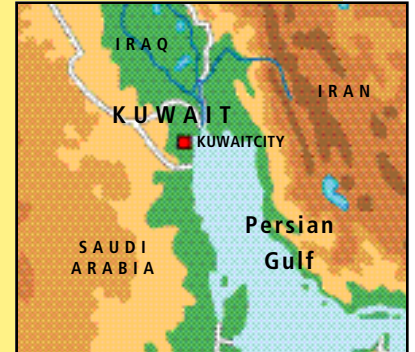 IRAQ
IRAN
KUWAIT
KUWAITCITY
Persian
Gulf
SAUDI
ARABIA